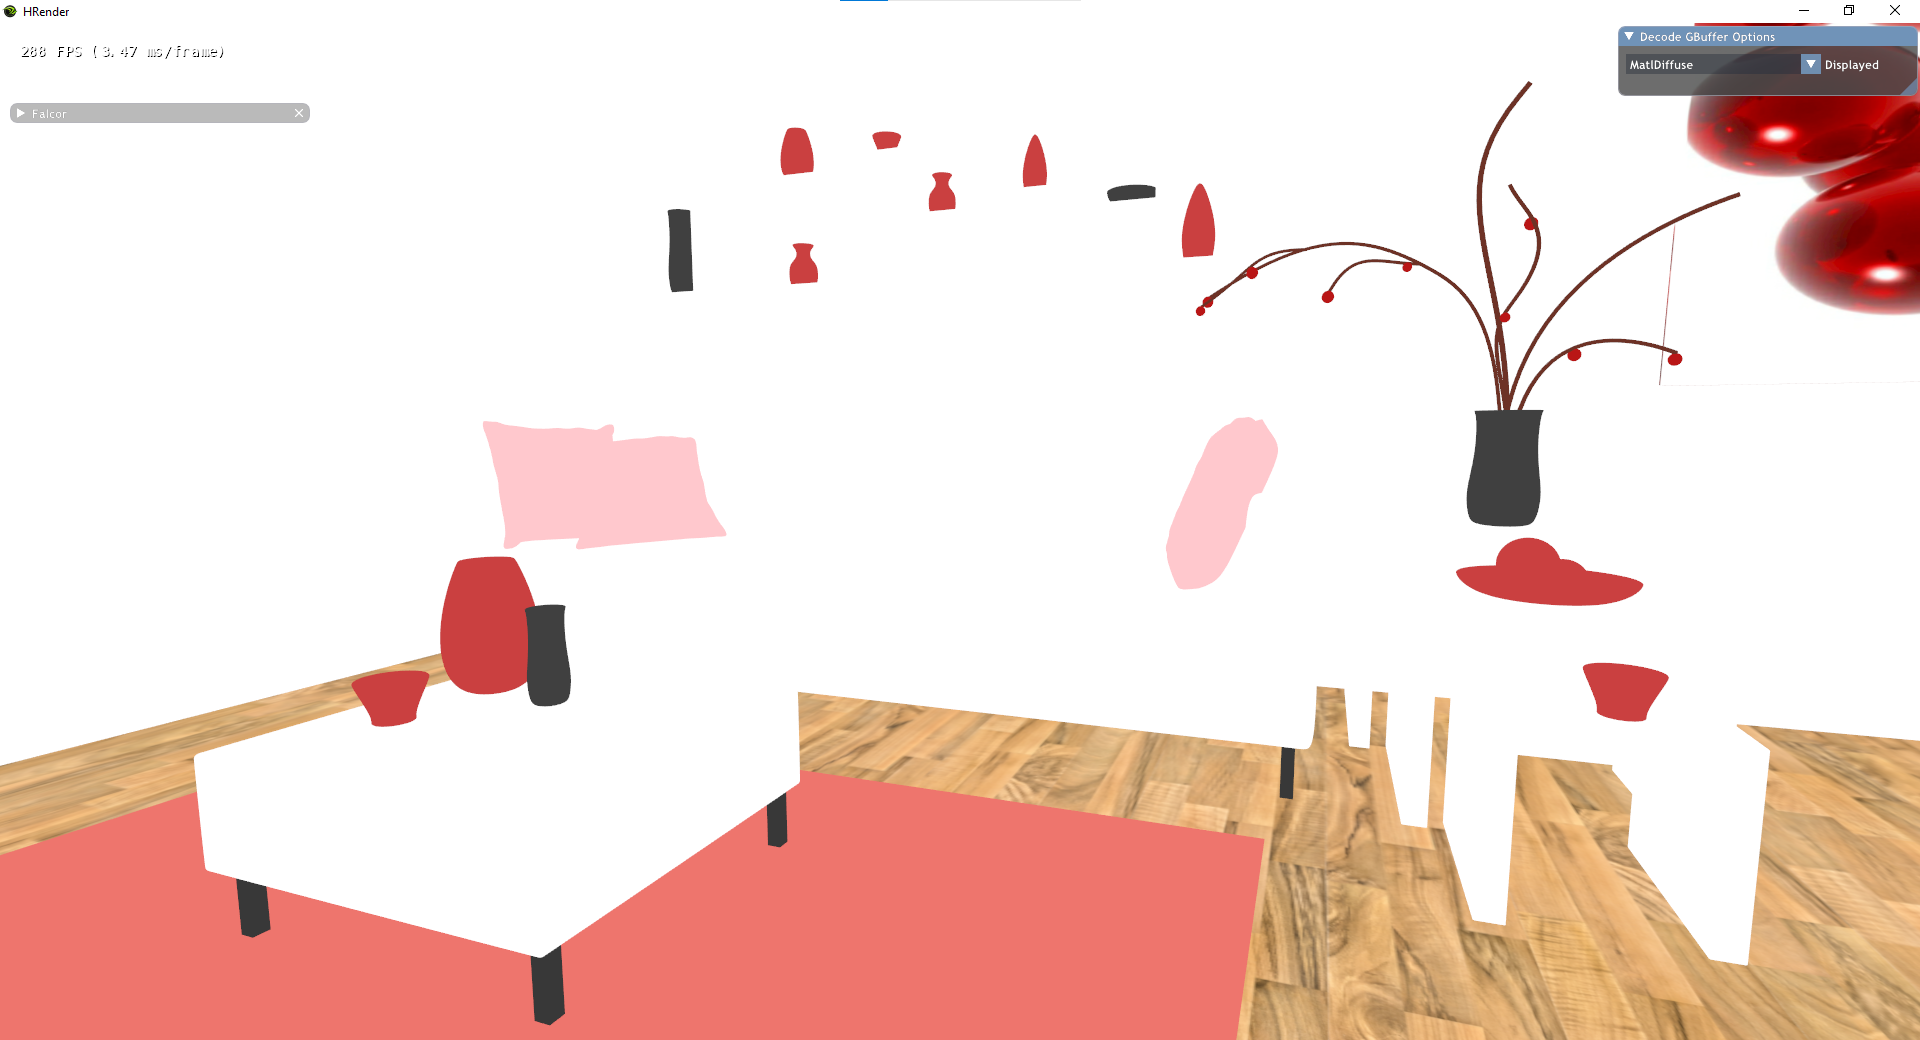 HRender
288 FPS (3.47 ms/frame)
Decode GBuffer Options
MatlDiffuse Displayed
Falcor